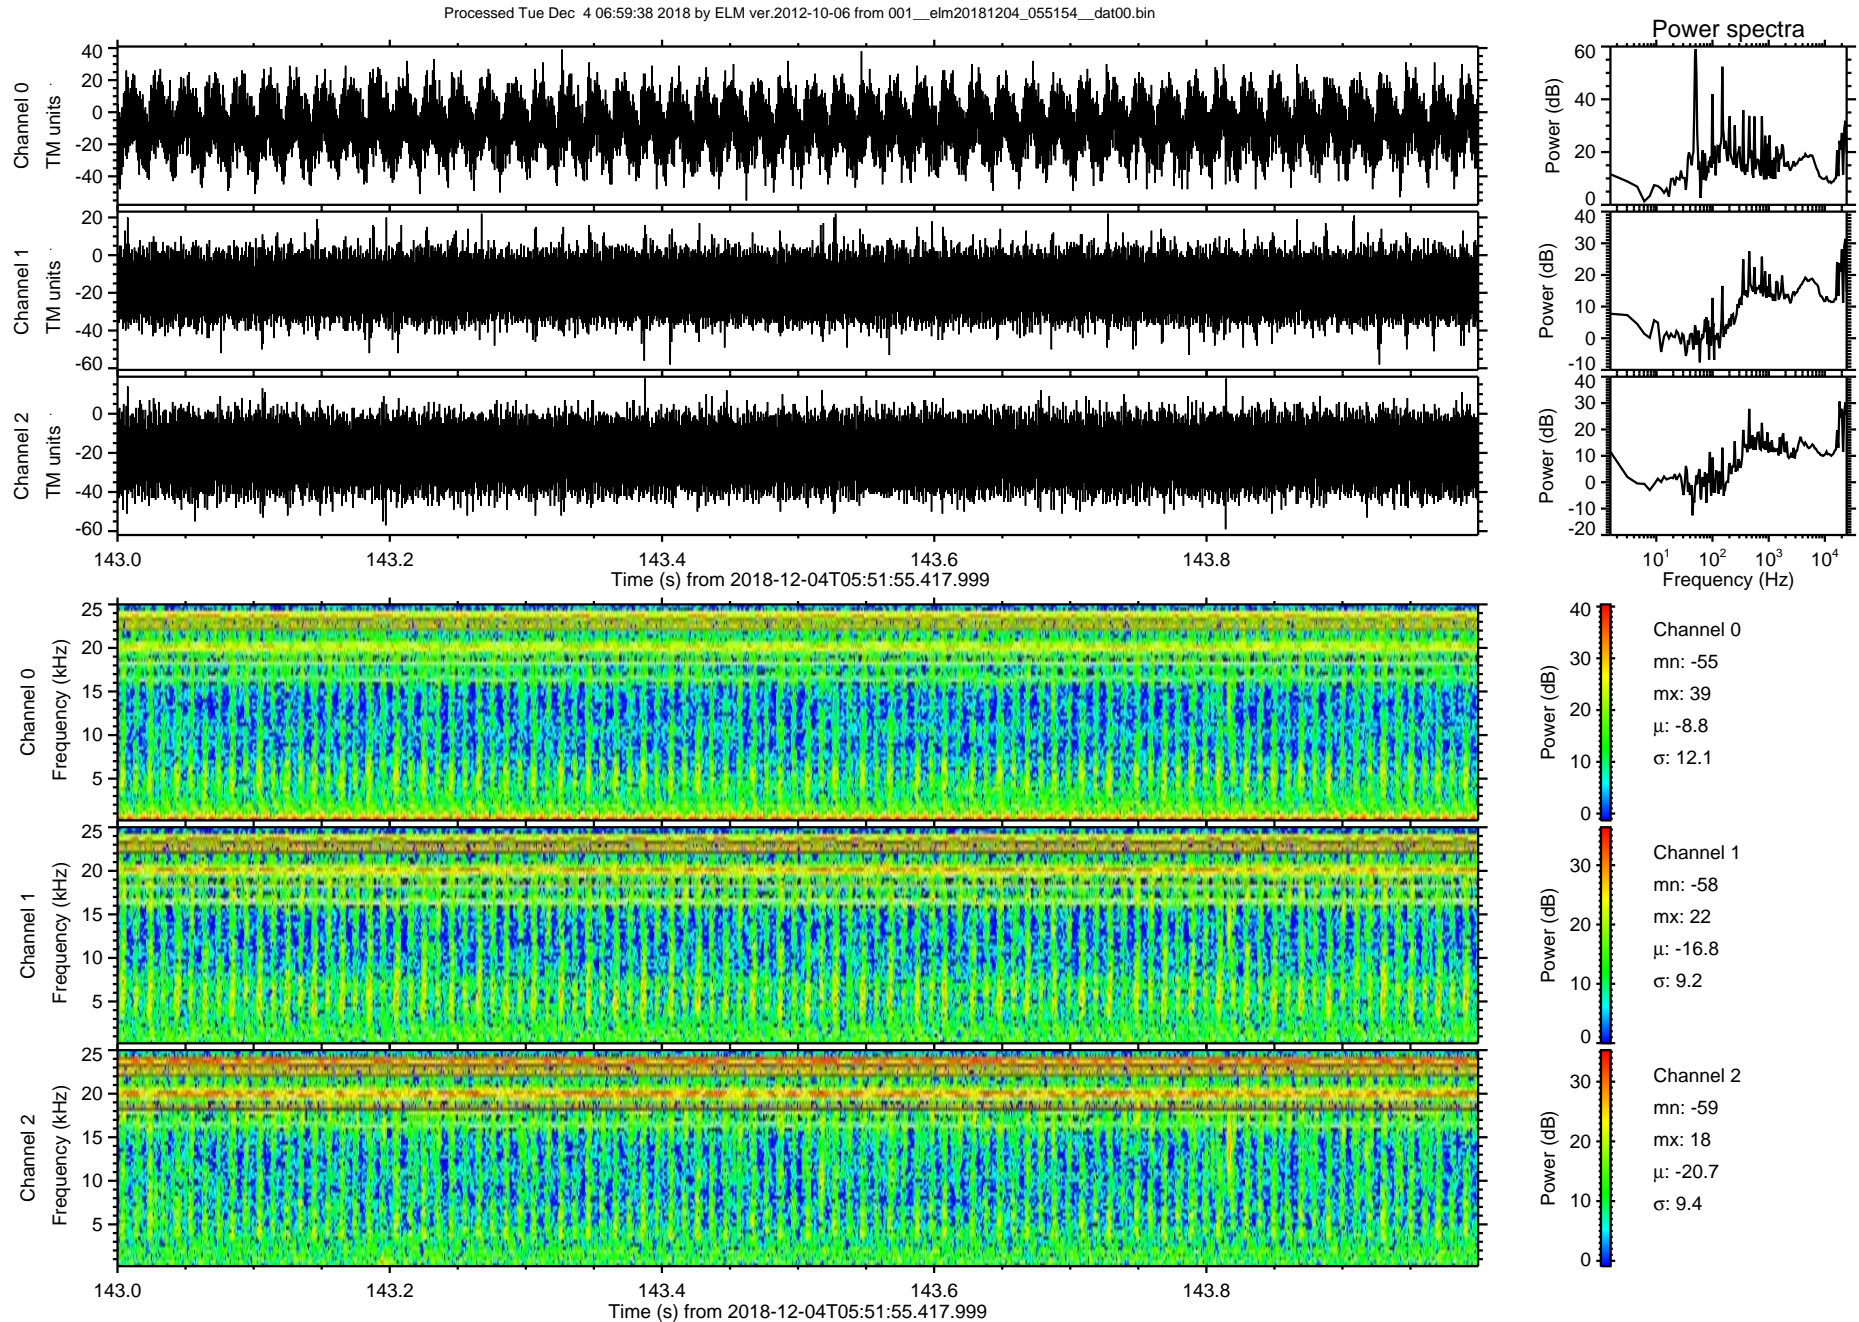 Processed Tue Dec  4 06:59:38 2018 by ELM ver.2012-10-06 from 001__elm20181204_055154__dat00.bin
Power spectra
Channel 0
TM units
40
20
0
-20
-40
Power (dB)
60
40
20
0
Channel 1
TM units
20
0
-20
-40
-60
Power (dB)
40
30
20
10
0
-10
Channel 2
TM units
0
-20
-40
-60
Power (dB)
40
30
20
10
0
-10
-20
143.0 143.2 143.4 143.6 143.8
Time (s) from 2018-12-04T05:51:55.417.999
10¹ 10² 10³ 10⁴
Frequency (Hz)
Channel 0
Frequency (kHz)
25
20
15
10
5
Power (dB)
40
30
20
10
0
Channel 0
mn: -55
mx: 39
μ: -8.8
σ: 12.1
Channel 1
Frequency (kHz)
25
20
15
10
5
Power (dB)
30
20
10
0
Channel 1
mn: -58
mx: 22
μ: -16.8
σ: 9.2
Channel 2
Frequency (kHz)
25
20
15
10
5
Power (dB)
30
20
10
0
Channel 2
mn: -59
mx: 18
μ: -20.7
σ: 9.4
143.0 143.2 143.4 143.6 143.8
Time (s) from 2018-12-04T05:51:55.417.999